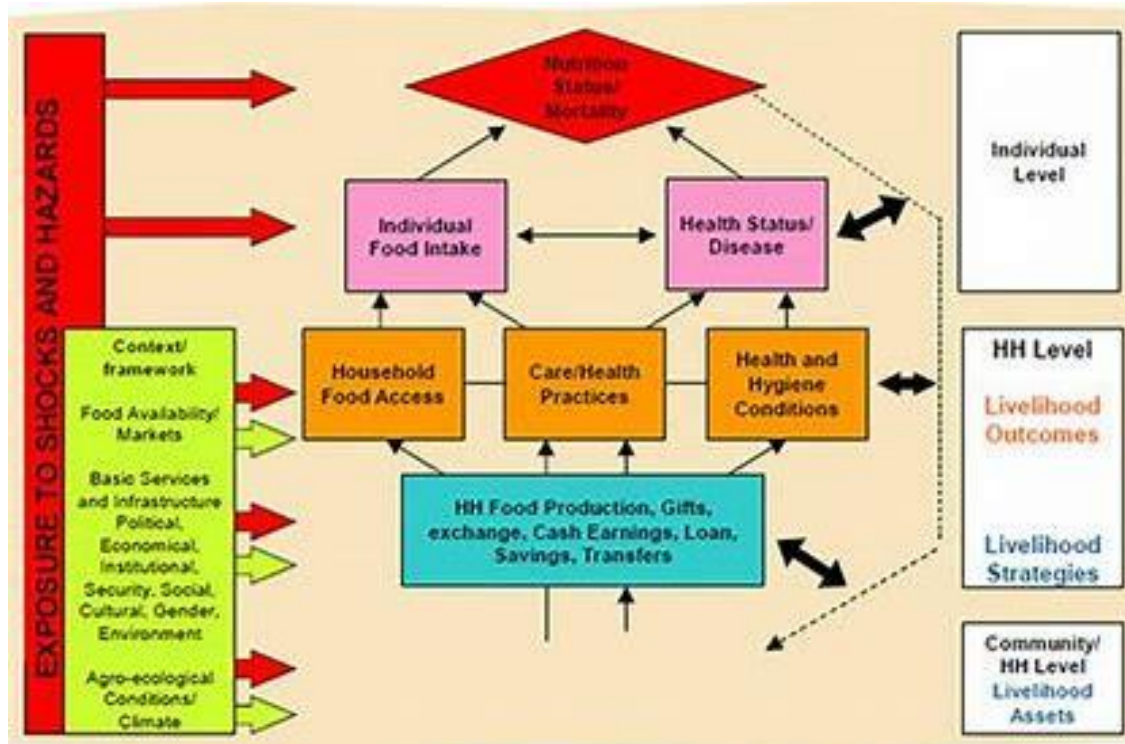 EXPOSURE TO SHOCKS AND HAZARDS
Context/
framework
Food Availability/
Markets
Basic Services
and Infrastructure
Political,
Economical,
Institutional,
Security, Social,
Cultural, Gender,
Environment
Agro-ecological
Conditions/
Climate
Nutrition
Status/
Mortality
Individual
Food Intake
Health Status/
Disease
Household
Food Access
Care/Health
Practices
Health and
Hygiene
Conditions
HH Food Production, Gifts,
exchange, Cash Earnings, Loan,
Savings, Transfers
Individual
Level
HH Level
Livelihood
Outcomes
Livelihood
Strategies
Community/
HH Level
Livelihood
Assets